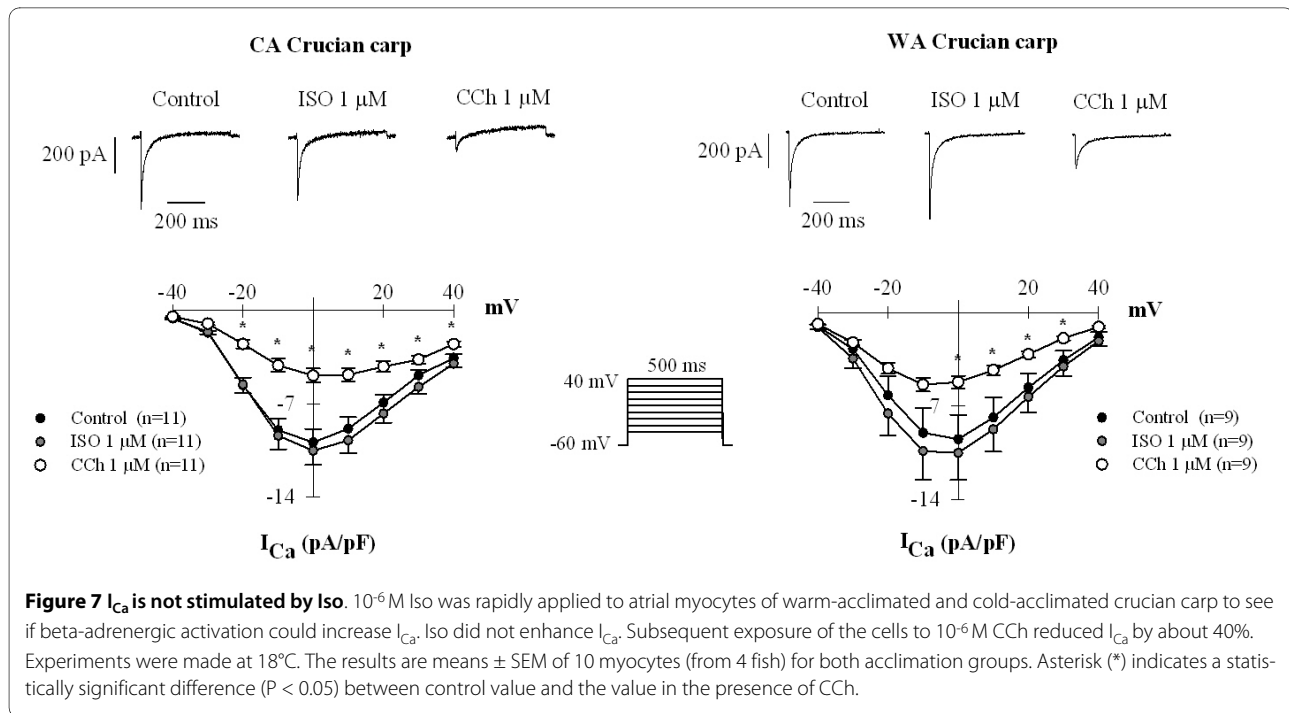 CA Crucian carp
Control
ISO 1 µM
CCh 1 µM
200 pA
200 ms
-40
-20
20
40
mV
*
*
*
*
*
*
*
-7
-14
Control (n=11)
ISO 1 µM (n=11)
CCh 1 µM (n=11)
I_Ca (pA/pF)
500 ms
40 mV
-60 mV
WA Crucian carp
Control
ISO 1 µM
CCh 1 µM
200 pA
200 ms
-40
-20
20
40
mV
*
*
*
*
7
-14
Control (n=9)
ISO 1 µM (n=9)
CCh 1 µM (n=9)
I_Ca (pA/pF)
Figure 7 I_Ca is not stimulated by Iso. 10⁻⁶ M Iso was rapidly applied to atrial myocytes of warm-acclimated and cold-acclimated crucian carp to see
if beta-adrenergic activation could increase I_Ca. Iso did not enhance I_Ca. Subsequent exposure of the cells to 10⁻⁶ M CCh reduced I_Ca by about 40%.
Experiments were made at 18°C. The results are means ± SEM of 10 myocytes (from 4 fish) for both acclimation groups. Asterisk (*) indicates a statis-
tically significant difference (P < 0.05) between control value and the value in the presence of CCh.